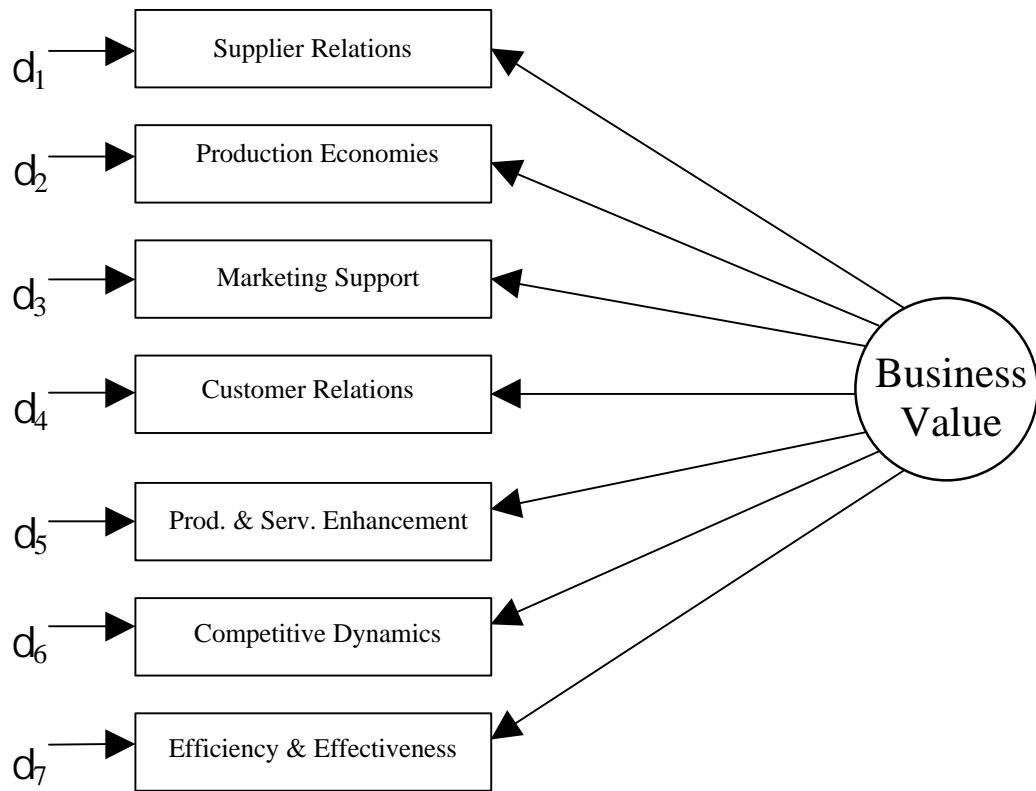 d1
Supplier Relations
d2
Production Economies
d3
Marketing Support
d4
Customer Relations
Business
Value
d5
Prod. & Serv. Enhancement
d6
Competitive Dynamics
d7
Efficiency & Effectiveness